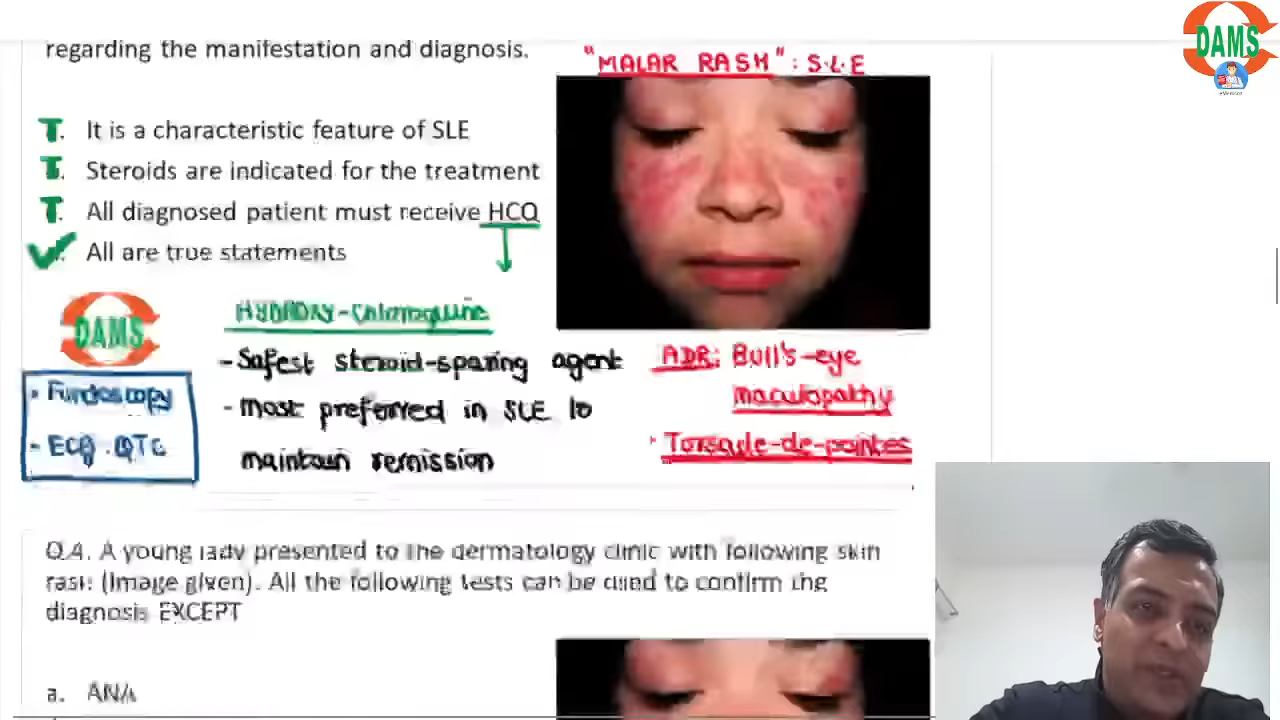 DAMS
eMedicoz
regarding the manifestation and diagnosis.
"MALAR RASH": S.L.E
T. It is a characteristic feature of SLE
T. Steroids are indicated for the treatment
T. All diagnosed patient must receive HCQ
All are true statements
DAMS
HYDROXY-Chloroquine
- Safest steroid-sparing agent
- most preferred in SLE to
maintain remission
- Fundoscopy
- ECG. QTc
ADR: Bull's-eye
maculopathy
Torsade-de-pointes
Q.4. A young lady presented to the dermatology clinic with following skin
rash (Image given). All the following tests can be used to confirm the
diagnosis EXCEPT
a. ANA